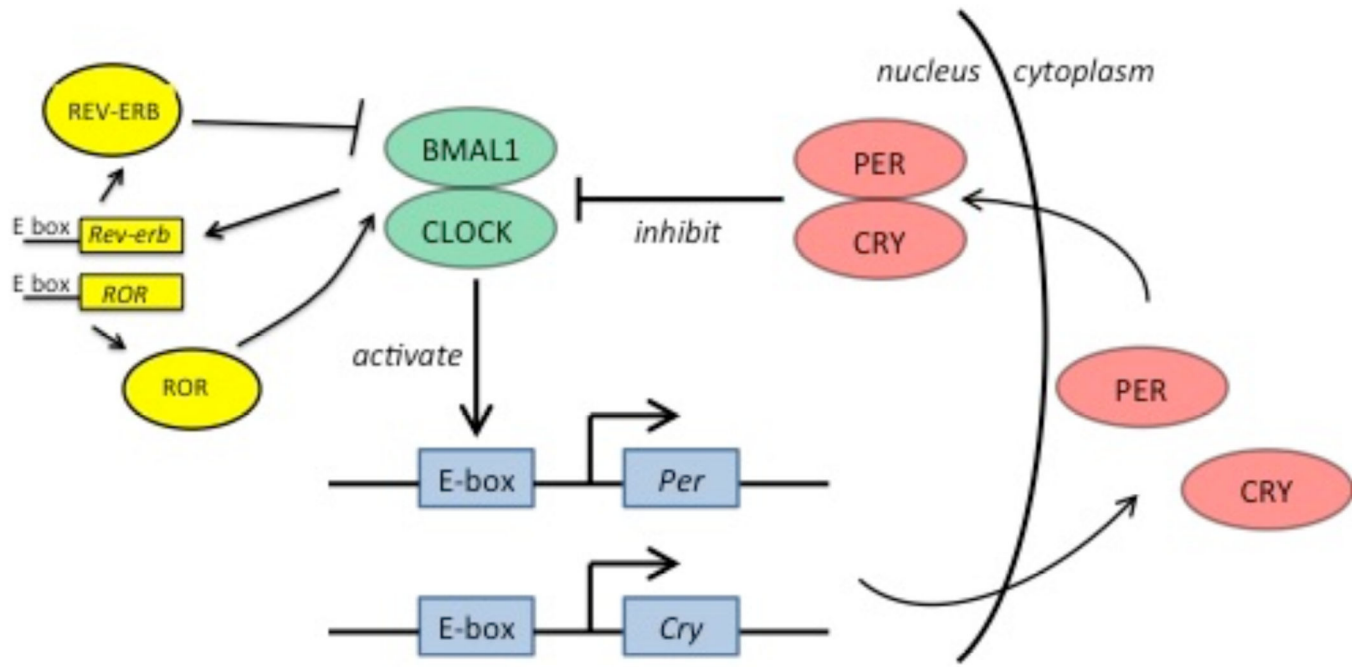 nucleus cytoplasm
REV-ERB
BMAL1
CLOCK
PER
CRY
inhibit
E box Rev-erb
E box ROR
ROR
activate
PER
CRY
E-box Per
E-box Cry